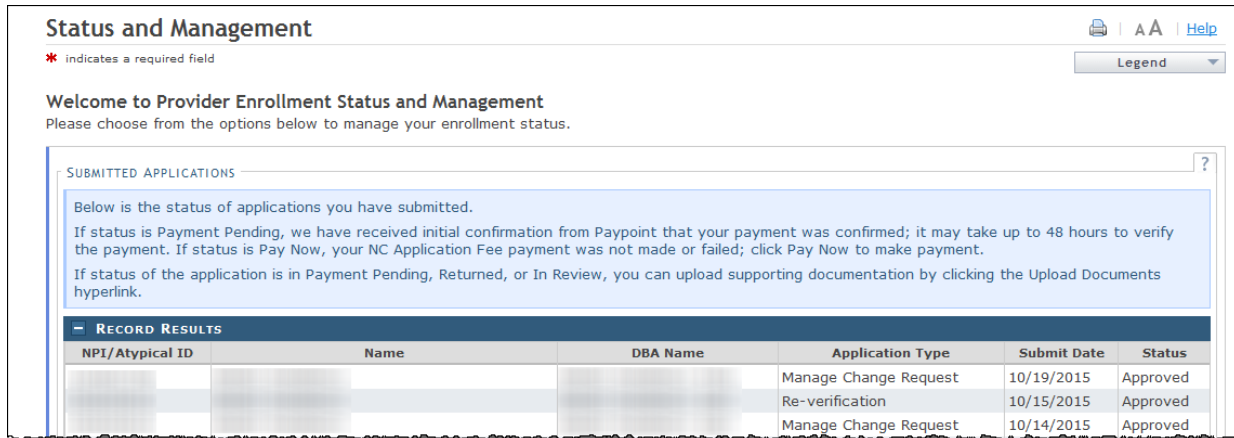 Status and Management
A A Help
* indicates a required field
Legend
Welcome to Provider Enrollment Status and Management
Please choose from the options below to manage your enrollment status.
?
SUBMITTED APPLICATIONS
Below is the status of applications you have submitted.
If status is Payment Pending, we have received initial confirmation from Paypoint that your payment was confirmed; it may take up to 48 hours to verify
the payment. If status is Pay Now, your NC Application Fee payment was not made or failed; click Pay Now to make payment.
If status of the application is in Payment Pending, Returned, or In Review, you can upload supporting documentation by clicking the Upload Documents
hyperlink.
RECORD RESULTS
NPI/Atypical ID Name DBA Name Application Type Submit Date Status
Manage Change Request 10/19/2015 Approved
Re-verification 10/15/2015 Approved
Manage Change Request 10/14/2015 Approved